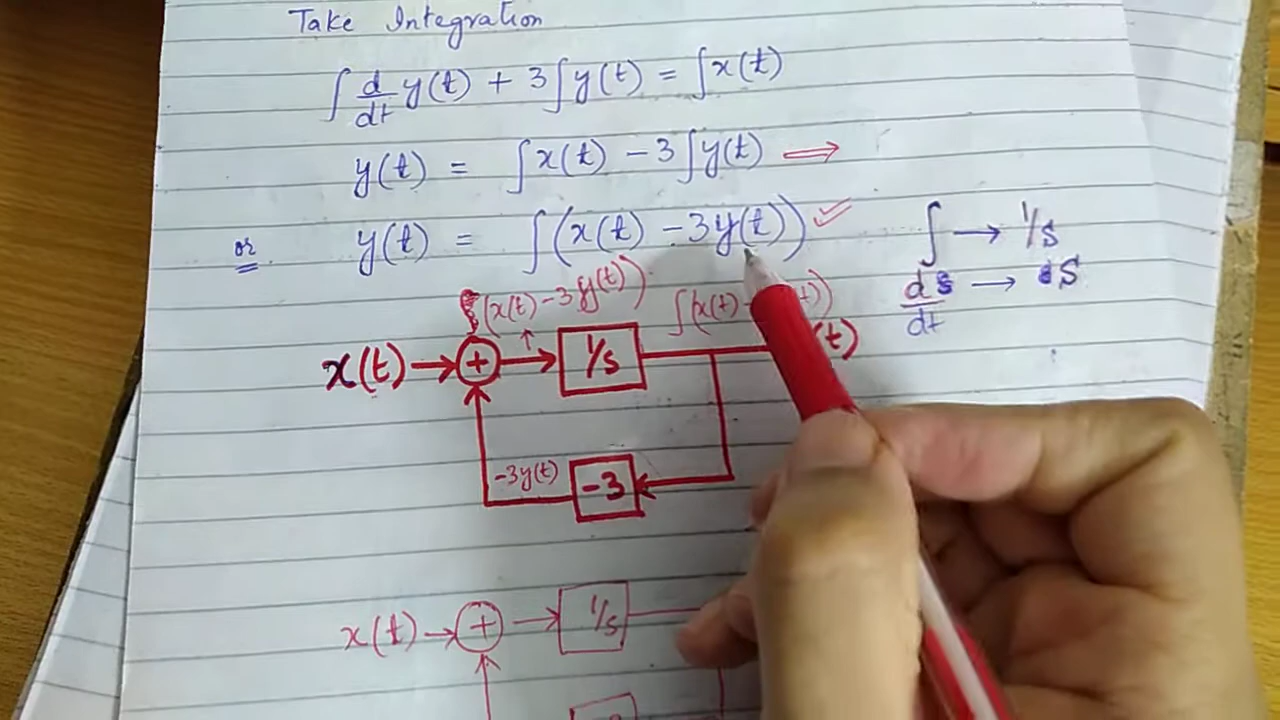 Take Integration
∫ d/dt y(t) + 3∫y(t) = ∫x(t)
y(t) = ∫x(t) − 3∫y(t) ⟹
or y(t) = ∫(x(t) − 3y(t)) ✓
∫ → 1/s
d/dt → S
(x(t) − 3y(t))
∫(x(t) −
x(t) → + → 1/s (t)
−3y(t) −3
x(t) → + → 1/s